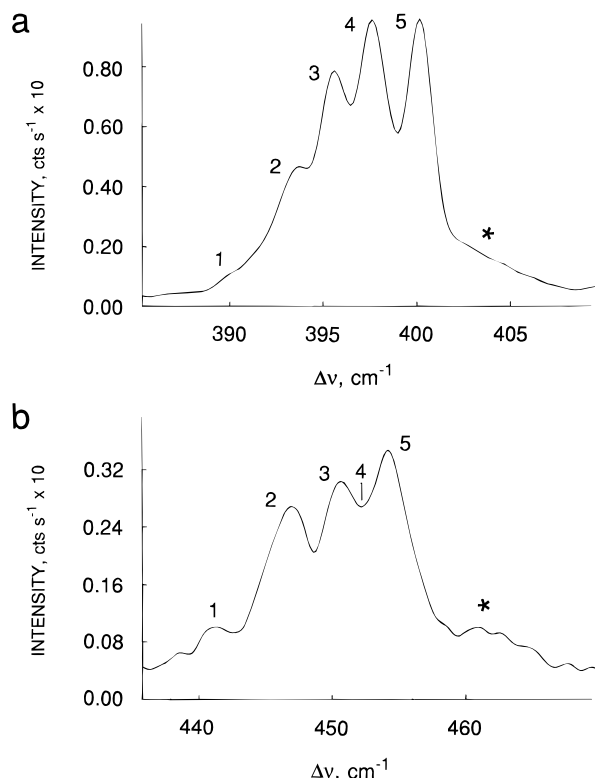 a
INTENSITY, cts s⁻¹ x 10
0.80
0.60
0.40
0.20
0.00
1
2
3
4
5
*
390 395 400 405
Δν, cm⁻¹
b
INTENSITY, cts s⁻¹ x 10
0.32
0.24
0.16
0.08
0.00
1
2
3
4
5
*
440 450 460
Δν, cm⁻¹